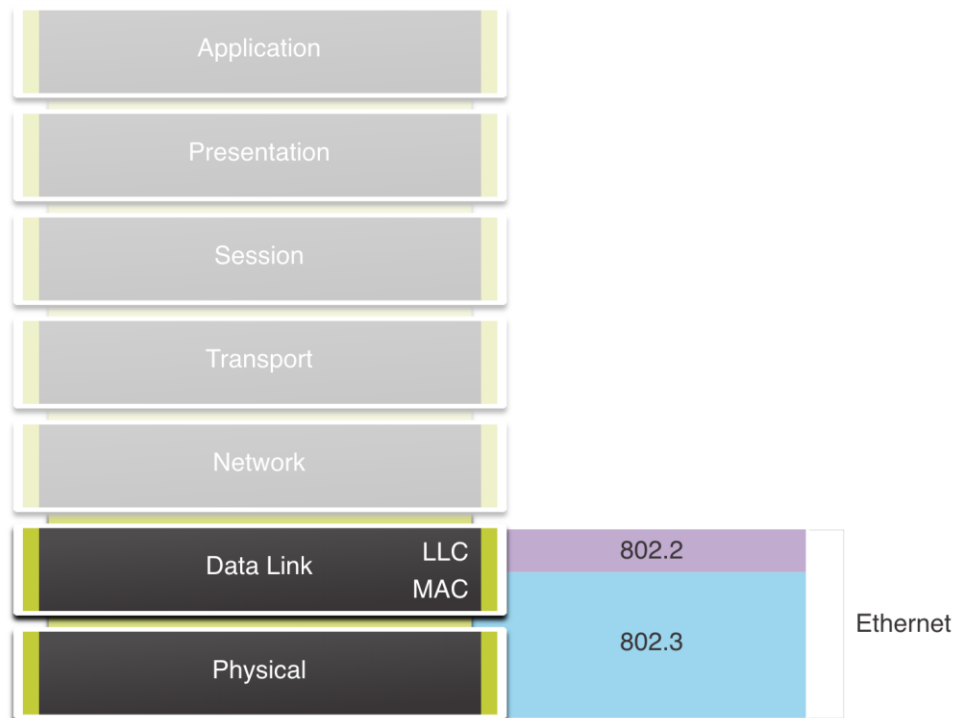 Application
Presentation
Session
Transport
Network
Data Link
LLC
MAC
802.2
802.3
Ethernet
Physical